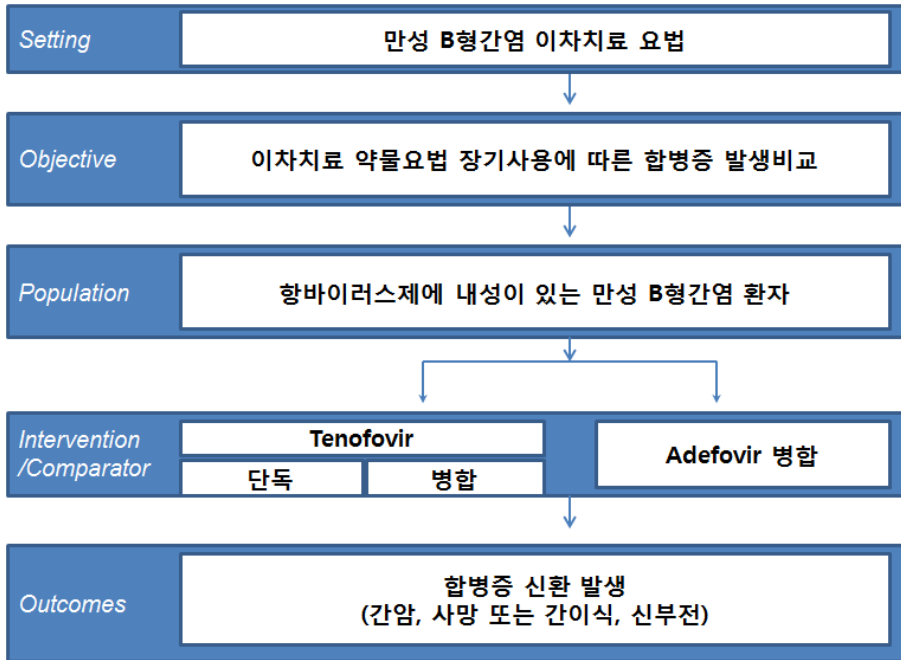 Setting
만성 B형간염 이차치료 요법
Objective
이차치료 약물요법 장기사용에 따른 합병증 발생비교
Population
항바이러스제에 내성이 있는 만성 B형간염 환자
Intervention
/Comparator
Tenofovir
단독
병합
Adefovir 병합
Outcomes
합병증 신환 발생
(간암, 사망 또는 간이식, 신부전)